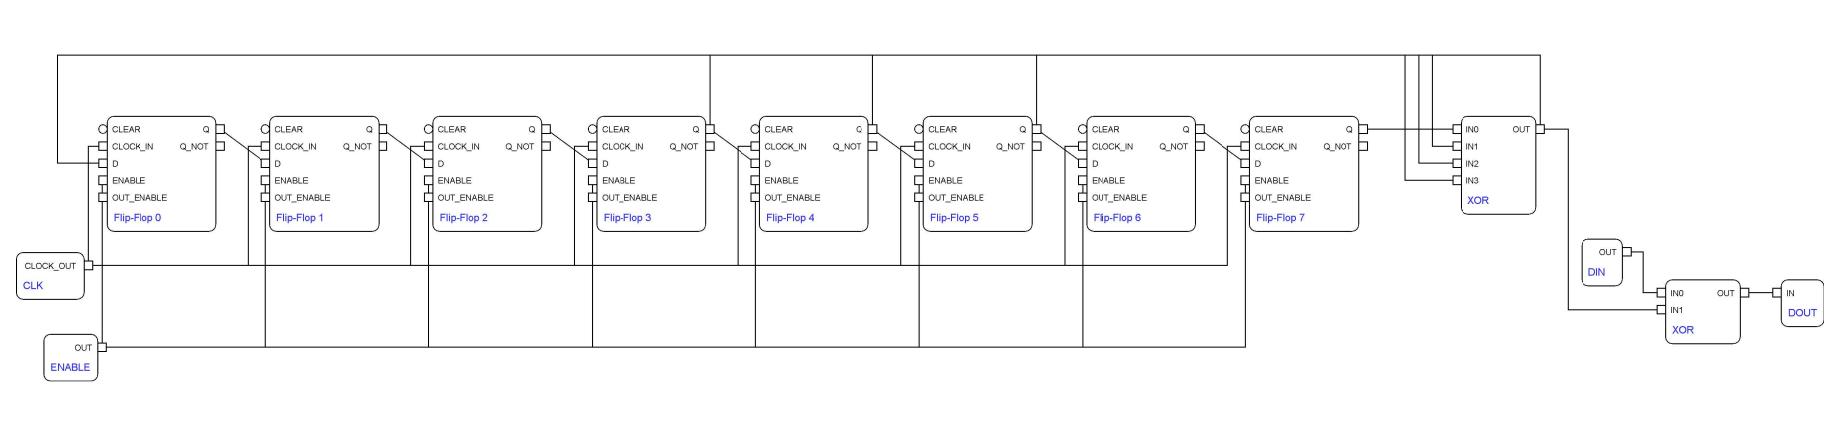 CLEAR Q
CLOCK_IN Q_NOT
D
ENABLE
OUT_ENABLE
Flip-Flop 0
CLEAR Q
CLOCK_IN Q_NOT
D
ENABLE
OUT_ENABLE
Flip-Flop 1
CLEAR Q
CLOCK_IN Q_NOT
D
ENABLE
OUT_ENABLE
Flip-Flop 2
CLEAR Q
CLOCK_IN Q_NOT
D
ENABLE
OUT_ENABLE
Flip-Flop 3
CLEAR Q
CLOCK_IN Q_NOT
D
ENABLE
OUT_ENABLE
Flip-Flop 4
CLEAR Q
CLOCK_IN Q_NOT
D
ENABLE
OUT_ENABLE
Flip-Flop 5
CLEAR Q
CLOCK_IN Q_NOT
D
ENABLE
OUT_ENABLE
Flip-Flop 6
CLEAR Q
CLOCK_IN Q_NOT
D
ENABLE
OUT_ENABLE
Flip-Flop 7
IN0 OUT
IN1
IN2
IN3
XOR
CLOCK_OUT
CLK
OUT
DIN
IN0 OUT
IN1
XOR
IN
DOUT
OUT
ENABLE